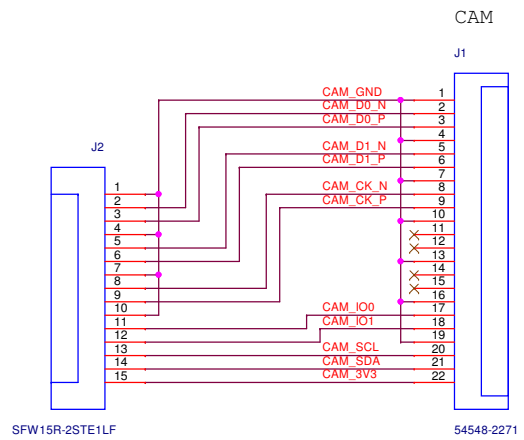 CAM
J1
CAM_GND
CAM_D0_N
CAM_D0_P
CAM_D1_N
CAM_D1_P
CAM_CK_N
CAM_CK_P
CAM_IO0
CAM_IO1
CAM_SCL
CAM_SDA
CAM_3V3
1
2
3
4
5
6
7
8
9
10
11
12
13
14
15
16
17
18
19
20
21
22
54548-2271
J2
1
2
3
4
5
6
7
8
9
10
11
12
13
14
15
SFW15R-2STE1LF